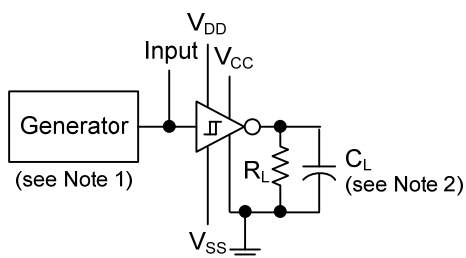 V_DD
Input
V_CC
Generator
(see Note 1)
R_L
C_L
(see Note 2)
V_SS